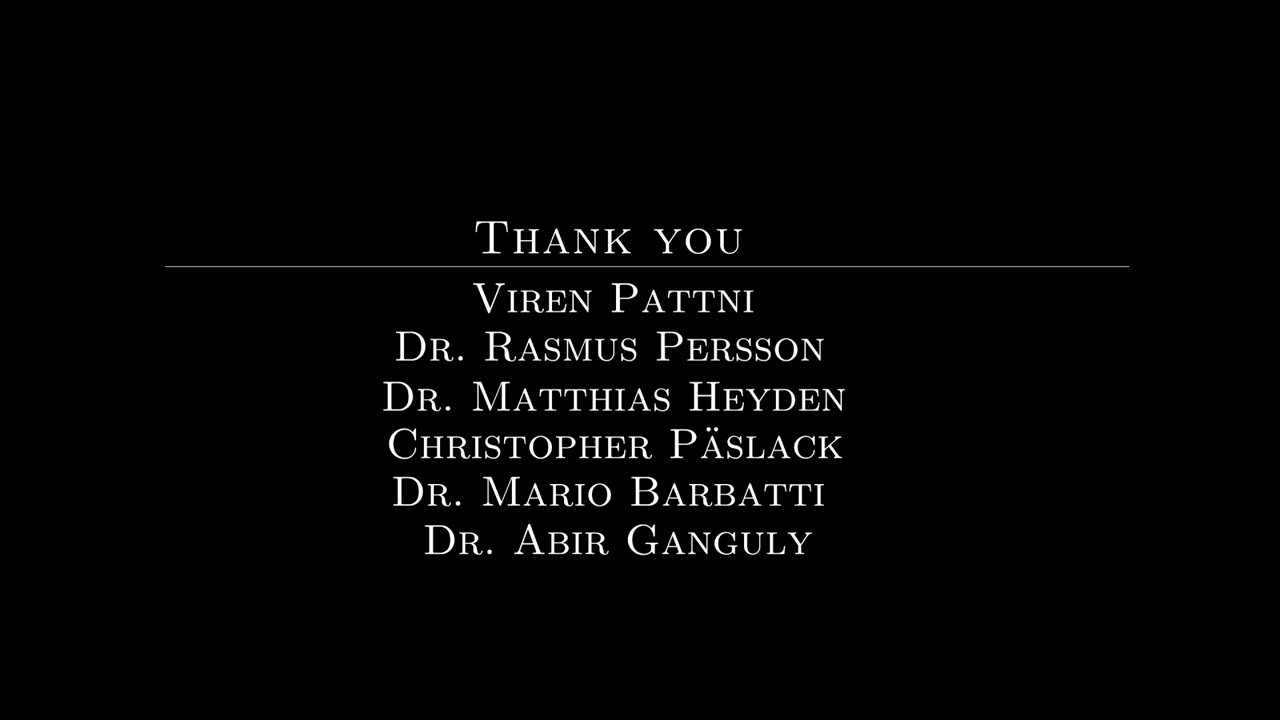 Thank you
Viren Pattni
Dr. Rasmus Persson
Dr. Matthias Heyden
Christopher Päslack
Dr. Mario Barbatti
Dr. Abir Ganguly